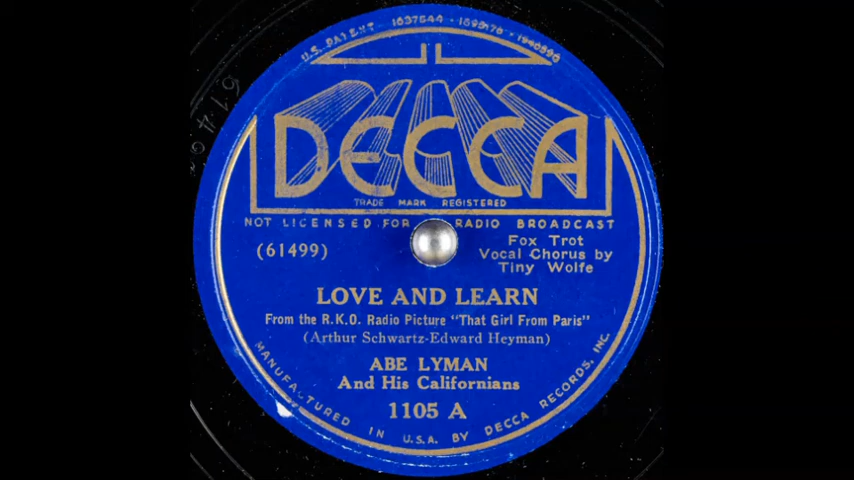 U.S. PATENT 1637544 · 1695176 · 1940896
DECCA
TRADE MARK REGISTERED
NOT LICENSED FOR RADIO BROADCAST
(61499)
Fox Trot
Vocal Chorus by
Tiny Wolfe
LOVE AND LEARN
From the R.K.O. Radio Picture "That Girl From Paris"
(Arthur Schwartz-Edward Heyman)
ABE LYMAN
And His Californians
1105 A
MANUFACTURED IN U.S.A. BY DECCA RECORDS, INC.